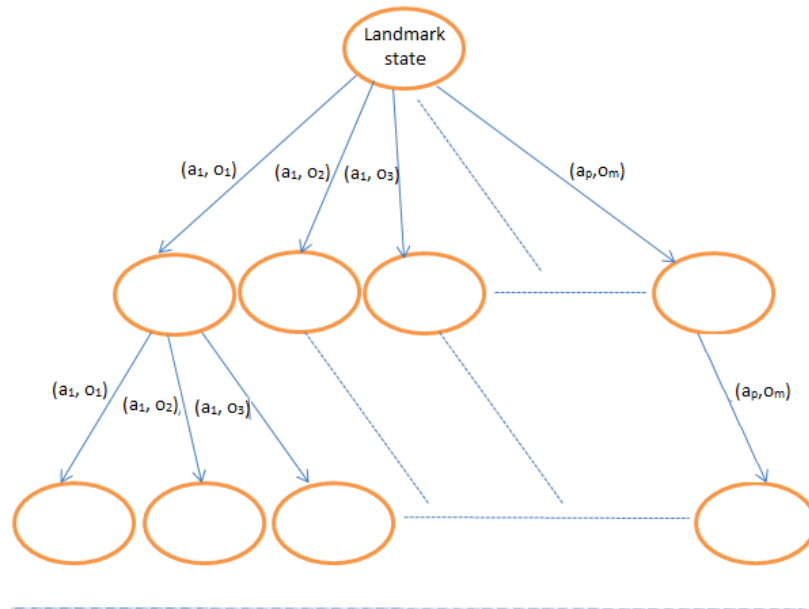 Landmark
state
(a₁, o₁)
(a₁, o₂)
(a₁, o₃)
(aₚ,oₘ)
(a₁, o₁)
(a₁, o₂)
(a₁, o₃)
(aₚ,oₘ)